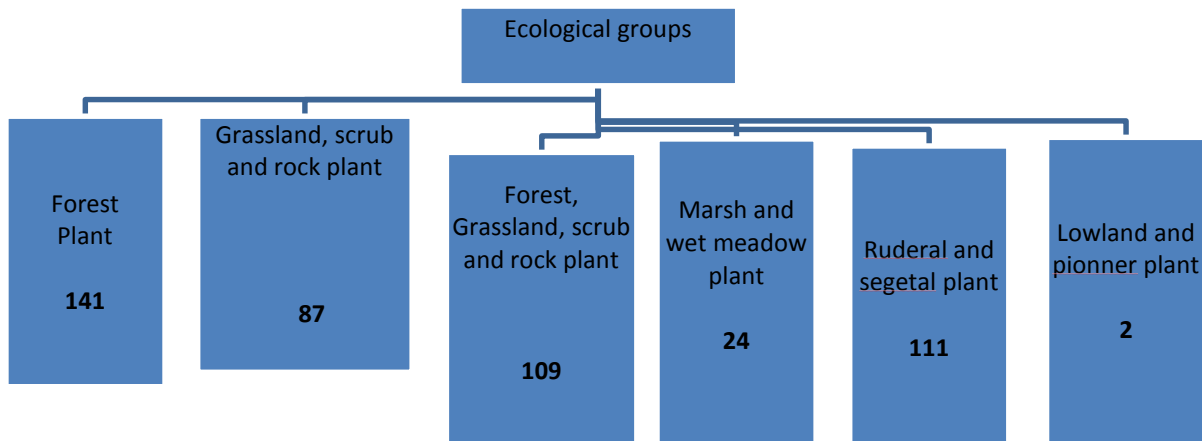 Ecological groups
Forest
Plant
141
Grassland, scrub
and rock plant
87
Forest,
Grassland, scrub
and rock plant
109
Marsh and
wet meadow
plant
24
Ruderal and
segetal plant
111
Lowland and
pionner plant
2